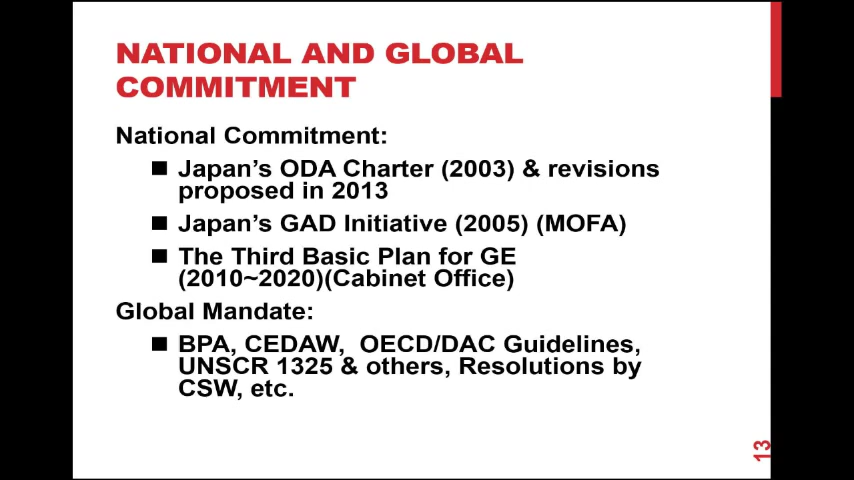 NATIONAL AND GLOBAL
COMMITMENT
National Commitment:
■ Japan's ODA Charter (2003) & revisions
proposed in 2013
■ Japan's GAD Initiative (2005) (MOFA)
■ The Third Basic Plan for GE
(2010~2020)(Cabinet Office)
Global Mandate:
■ BPA, CEDAW,  OECD/DAC Guidelines,
UNSCR 1325 & others, Resolutions by
CSW, etc.
13